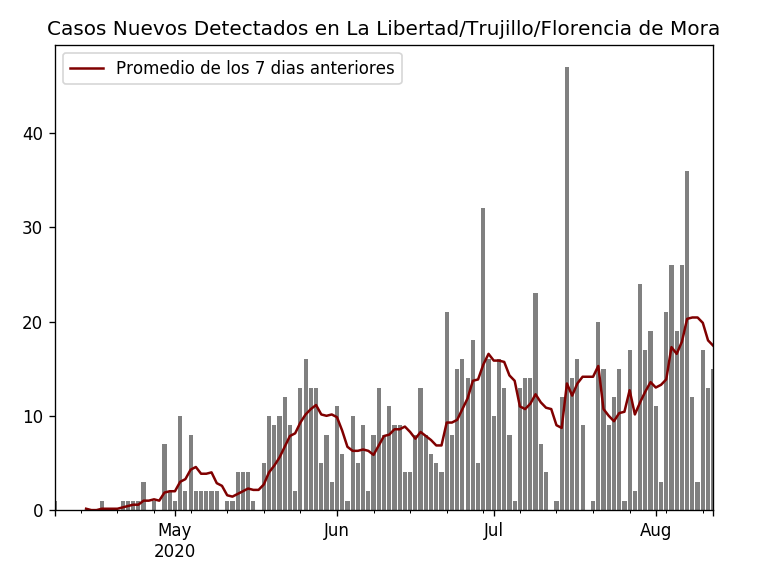 Casos Nuevos Detectados en La Libertad/Trujillo/Florencia de Mora
Promedio de los 7 dias anteriores
40
30
20
10
0
May Jun Jul Aug
2020